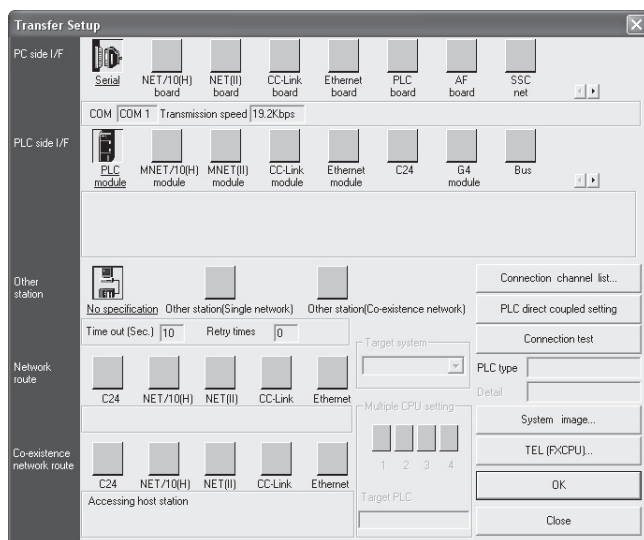 Transfer Setup
PC side I/F
Serial
NET/10(H) board
NET(II) board
CC-Link board
Ethernet board
PLC board
AF board
SSC net
COM COM 1 Transmission speed 19.2Kbps
PLC side I/F
PLC module
MNET/10(H) module
MNET(II) module
CC-Link module
Ethernet module
C24
G4 module
Bus
Other station
No specification
Other station(Single network)
Other station(Co-existence network)
Time out (Sec.) 10 Retry times 0
Network route
C24
NET/10(H)
NET(II)
CC-Link
Ethernet
Co-existence network route
C24
NET/10(H)
NET(II)
CC-Link
Ethernet
Accessing host station
Target system
Multiple CPU setting
1 2 3 4
Target PLC
Connection channel list...
PLC direct coupled setting
Connection test
PLC type
Detail
System image...
TEL (FXCPU)...
OK
Close